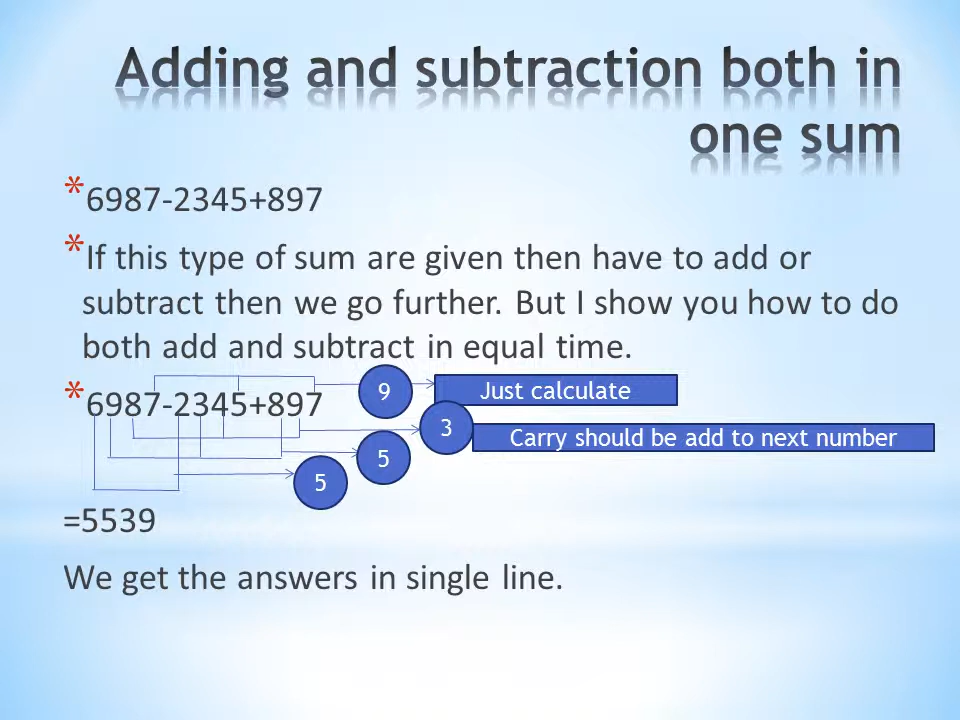 Adding and subtraction both in
one sum
*6987-2345+897
*If this type of sum are given then have to add or
subtract then we go further. But I show you how to do
both add and subtract in equal time.
9 Just calculate
*6987-2345+897
3 Carry should be add to next number
5
5
=5539
We get the answers in single line.